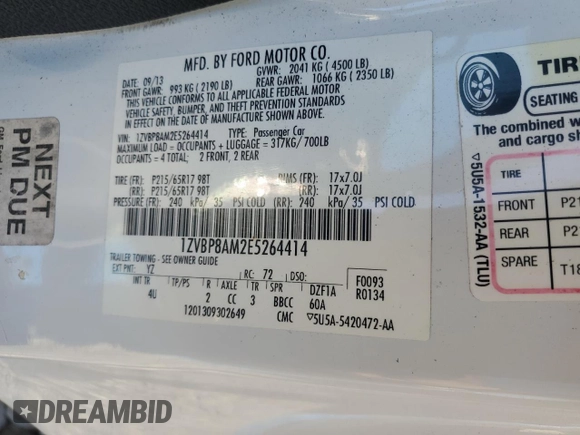 MFD. BY FORD MOTOR CO.
DATE: 09/13 GVWR: 2041 KG ( 4500 LB)
FRONT GAWR: 993 KG ( 2190 LB) REAR GAWR: 1066 KG ( 2350 LB)
THIS VEHICLE CONFORMS TO ALL APPLICABLE FEDERAL MOTOR
VEHICLE SAFETY, BUMPER, AND THEFT PREVENTION STANDARDS
IN EFFECT ON THE DATE OF MANUFACTURE SHOWN ABOVE.
VIN: 1ZVBP8AM2E5264414 TYPE: Passenger Car
MAXIMUM LOAD = OCCUPANTS + LUGGAGE = 317KG/ 700LB
OCCUPANTS = 4 TOTAL; 2 FRONT, 2 REAR
TIRE (FR): P215/65R17 98T RIMS (FR): 17x7.0J
(RR): P215/65R17 98T (RR): 17x7.0J
PRESSURE (FR): 240 kPa/ 35 PSI COLD (RR): 240 kPa/ 35 PSI COLD
1ZVBP8AM2E5264414
TRAILER TOWING - SEE OWNER GUIDE
EXT PNT: YZ RC: 72 DSO: F0093
INT TR TP/PS R AXLE TR SPR DZF1A R0134
4U 2 CC 3 BBCC 60A
1201309302649 CMC ▽5U5A-5420472-AA
NEXT
PM DUE
TIR
SEATING
The combined w
and cargo sh
TIRE
FRONT P21
REAR P21
SPARE T18
▽5U5A-1532-AA (TLU)
DREAMBID